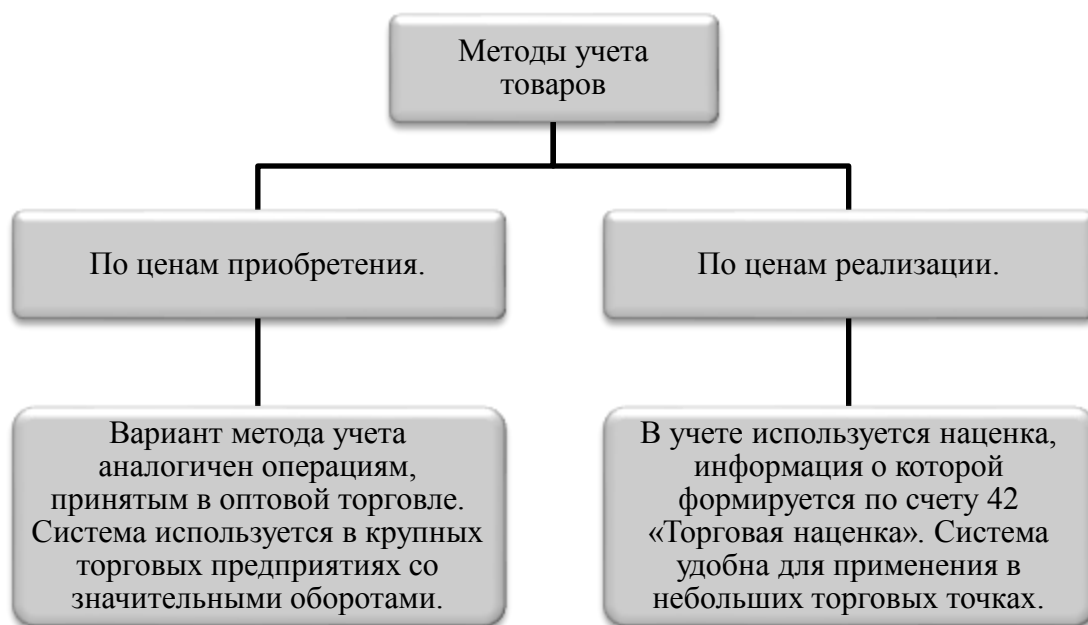 Методы учета
товаров
По ценам приобретения.
По ценам реализации.
Вариант метода учета
аналогичен операциям,
принятым в оптовой торговле.
Система используется в крупных
торговых предприятиях со
значительными оборотами.
В учете используется наценка,
информация о которой
формируется по счету 42
«Торговая наценка». Система
удобна для применения в
небольших торговых точках.